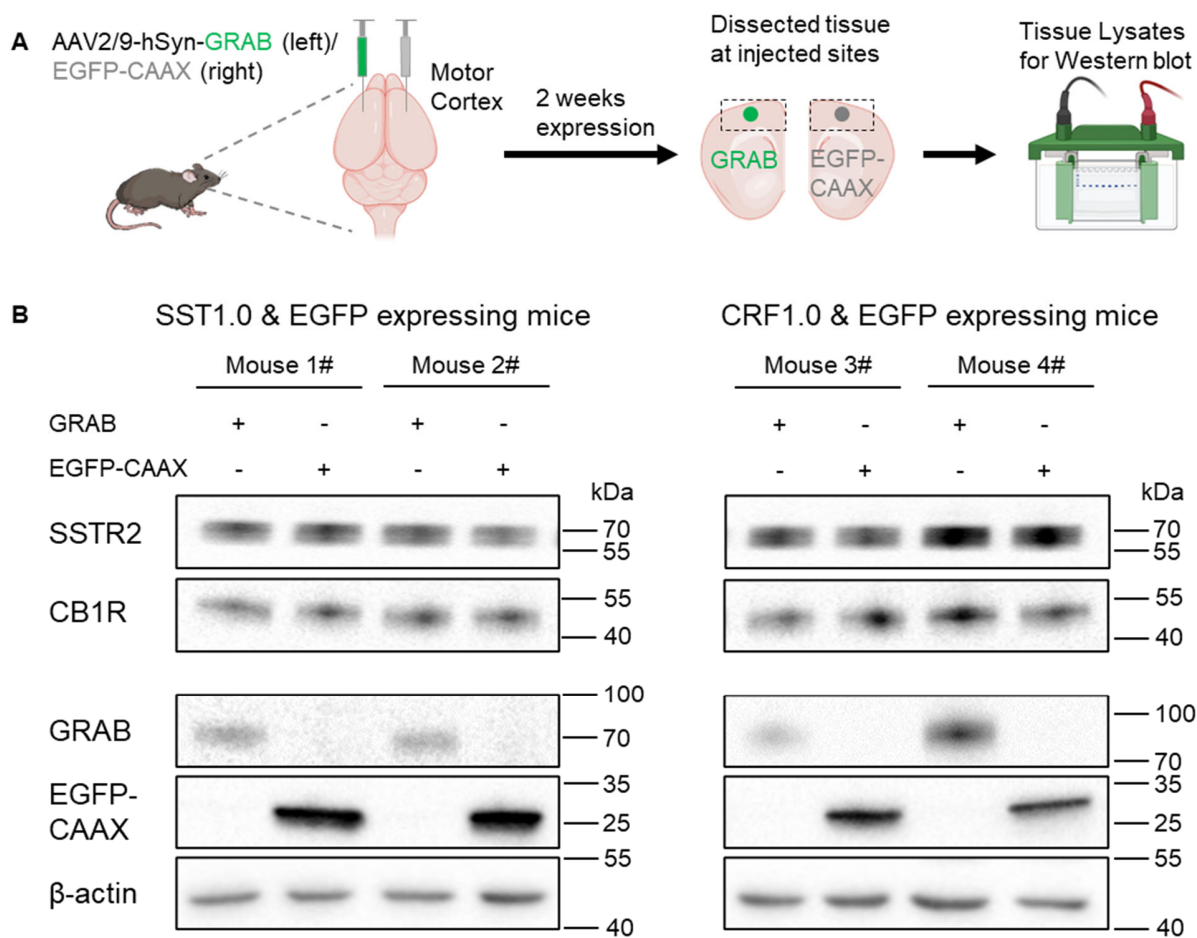 A
AAV2/9-hSyn-GRAB (left)/
EGFP-CAAX (right)
Motor
Cortex
2 weeks
expression
Dissected tissue
at injected sites
GRAB
EGFP-
CAAX
Tissue Lysates
for Western blot
B
SST1.0 & EGFP expressing mice
CRF1.0 & EGFP expressing mice
Mouse 1# Mouse 2# Mouse 3# Mouse 4#
GRAB + - + - + - + -
EGFP-CAAX - + - + - + - +
kDa kDa
SSTR2 70 70
55 55
CB1R 55 55
40 40
GRAB 100 100
70 70
EGFP-
CAAX 35 35
25 25
β-actin 55 55
40 40